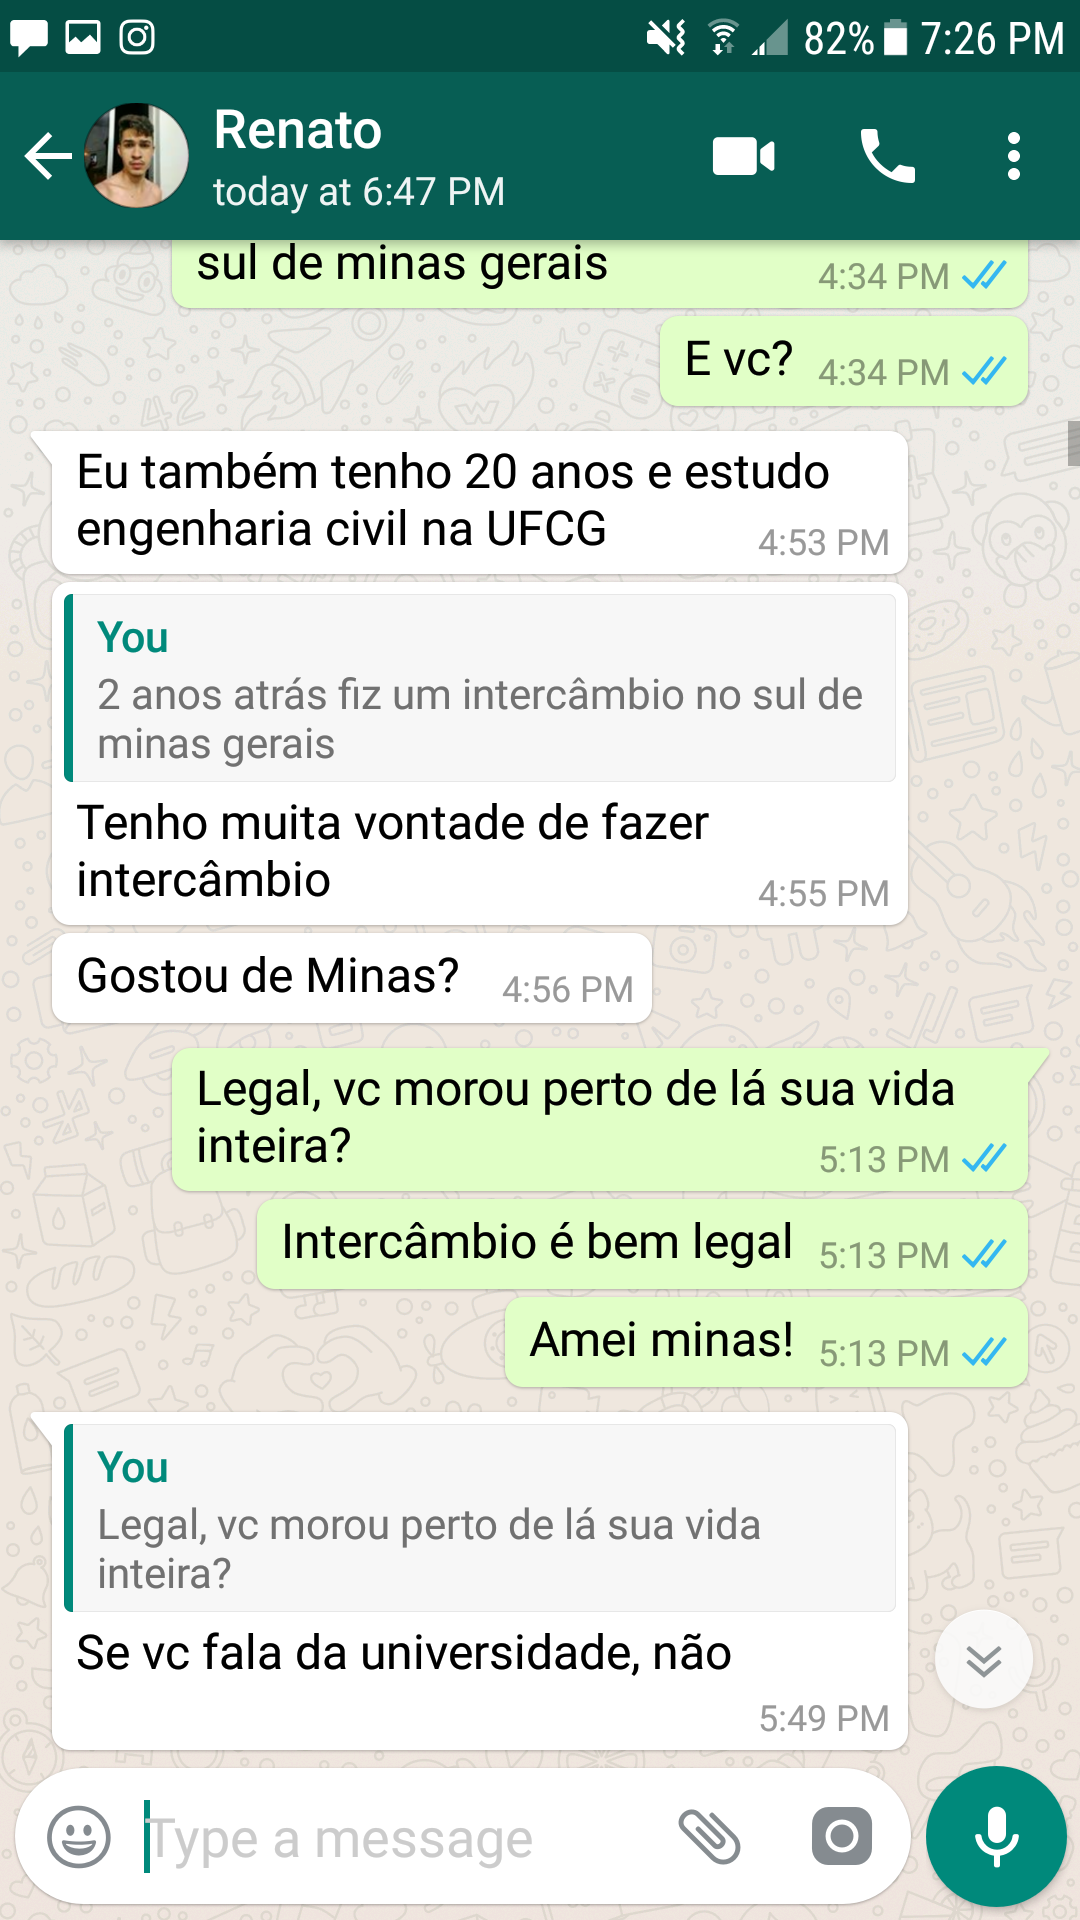 82% 7:26 PM
Renato
today at 6:47 PM
sul de minas gerais
4:34 PM
E vc?
4:34 PM
Eu também tenho 20 anos e estudo
engenharia civil na UFCG
4:53 PM
You
2 anos atrás fiz um intercâmbio no sul de
minas gerais
Tenho muita vontade de fazer
intercâmbio
4:55 PM
Gostou de Minas?
4:56 PM
Legal, vc morou perto de lá sua vida
inteira?
5:13 PM
Intercâmbio é bem legal
5:13 PM
Amei minas!
5:13 PM
You
Legal, vc morou perto de lá sua vida
inteira?
Se vc fala da universidade, não
5:49 PM
Type a message